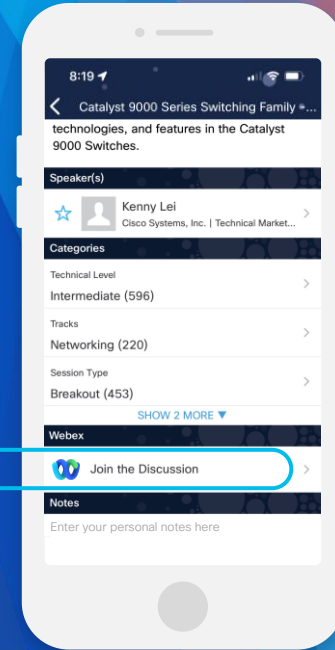 8:19
Catalyst 9000 Series Switching Family ...
technologies, and features in the Catalyst
9000 Switches.
Speaker(s)
Kenny Lei
Cisco Systems, Inc. | Technical Market...
Categories
Technical Level
Intermediate (596)
Tracks
Networking (220)
Session Type
Breakout (453)
SHOW 2 MORE ▼
Webex
Join the Discussion
Notes
Enter your personal notes here